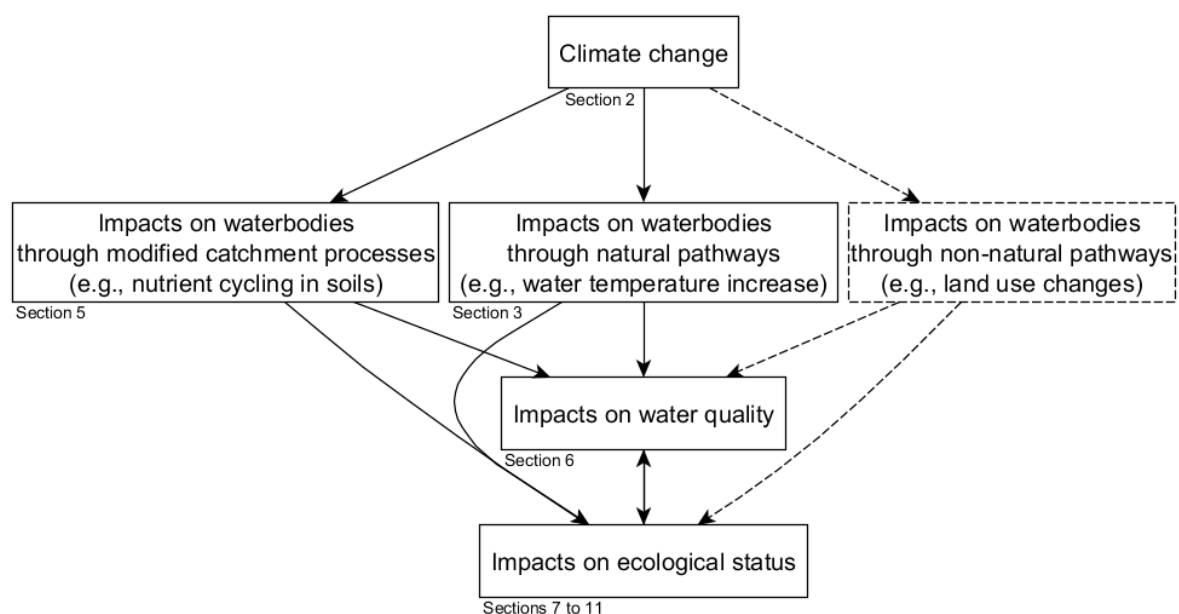 Climate change
Section 2
Impacts on waterbodies
through modified catchment processes
(e.g., nutrient cycling in soils)
Section 5
Impacts on waterbodies
through natural pathways
(e.g., water temperature increase)
Section 3
Impacts on waterbodies
through non-natural pathways
(e.g., land use changes)
Impacts on water quality
Section 6
Impacts on ecological status
Sections 7 to 11